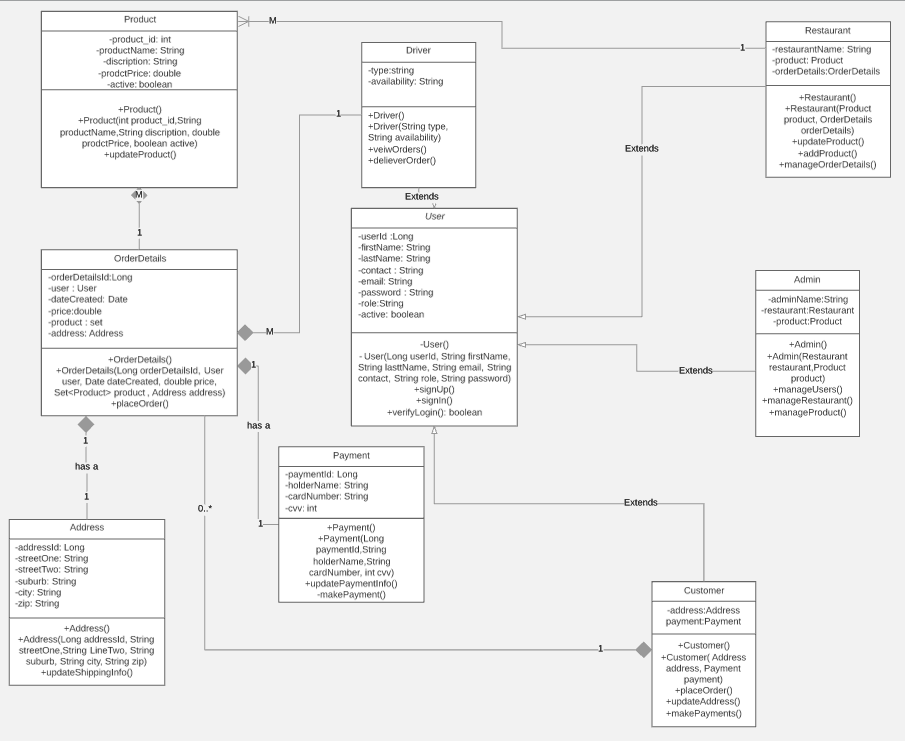 Product
-product_id: int
-productName: String
-discription: String
-prodctPrice: double
-active: boolean
+Product()
+Product(int product_id,String
productName,String discription, double
prodctPrice, boolean active)
+updateProduct()
M
1
Driver
-type:string
-availability: String
+Driver()
+Driver(String type,
String availability)
+veiwOrders()
+delieverOrder()
1
M
Extends
Restaurant
-restaurantName: String
-product: Product
-orderDetails:OrderDetails
+Restaurant()
+Restaurant(Product
product, OrderDetails
orderDetails)
+updateProduct()
+addProduct()
+manageOrderDetails()
Extends
M
1
OrderDetails
-orderDetailsId:Long
-user : User
-dateCreated: Date
-price:double
-product : set
-address: Address
+OrderDetails()
+OrderDetails(Long orderDetailsId, User
user, Date dateCreated, double price,
Set<Product> product , Address address)
+placeOrder()
User
-userId :Long
-firstName: String
-lastName: String
-contact : String
-email: String
-password : String
-role:String
-active: boolean
-User()
- User(Long userId, String firstName,
String lasttName, String email, String
contact, String role, String password)
+signUp()
+signIn()
+verifyLogin(): boolean
Admin
-adminName:String
-restaurant:Restaurant
-product:Product
+Admin()
+Admin(Restaurant
restaurant,Product
product)
+manageUsers()
+manageRestaurant()
+manageProduct()
Extends
1
has a
1
1
has a
1
Address
-addressId: Long
-streetOne: String
-streetTwo: String
-suburb: String
-city: String
-zip: String
+Address()
+Address(Long addressId, String
streetOne,String LineTwo, String
suburb, String city, String zip)
+updateShippingInfo()
Payment
-paymentId: Long
-holderName: String
-cardNumber: String
-cvv: int
+Payment()
+Payment(Long
paymentId,String
holderName,String
cardNumber, int cvv)
+updatePaymentInfo()
-makePayment()
0..*
1
Extends
Customer
-address:Address
payment:Payment
+Customer()
+Customer( Address
address, Payment
payment)
+placeOrder()
+updateAddress()
+makePayments()